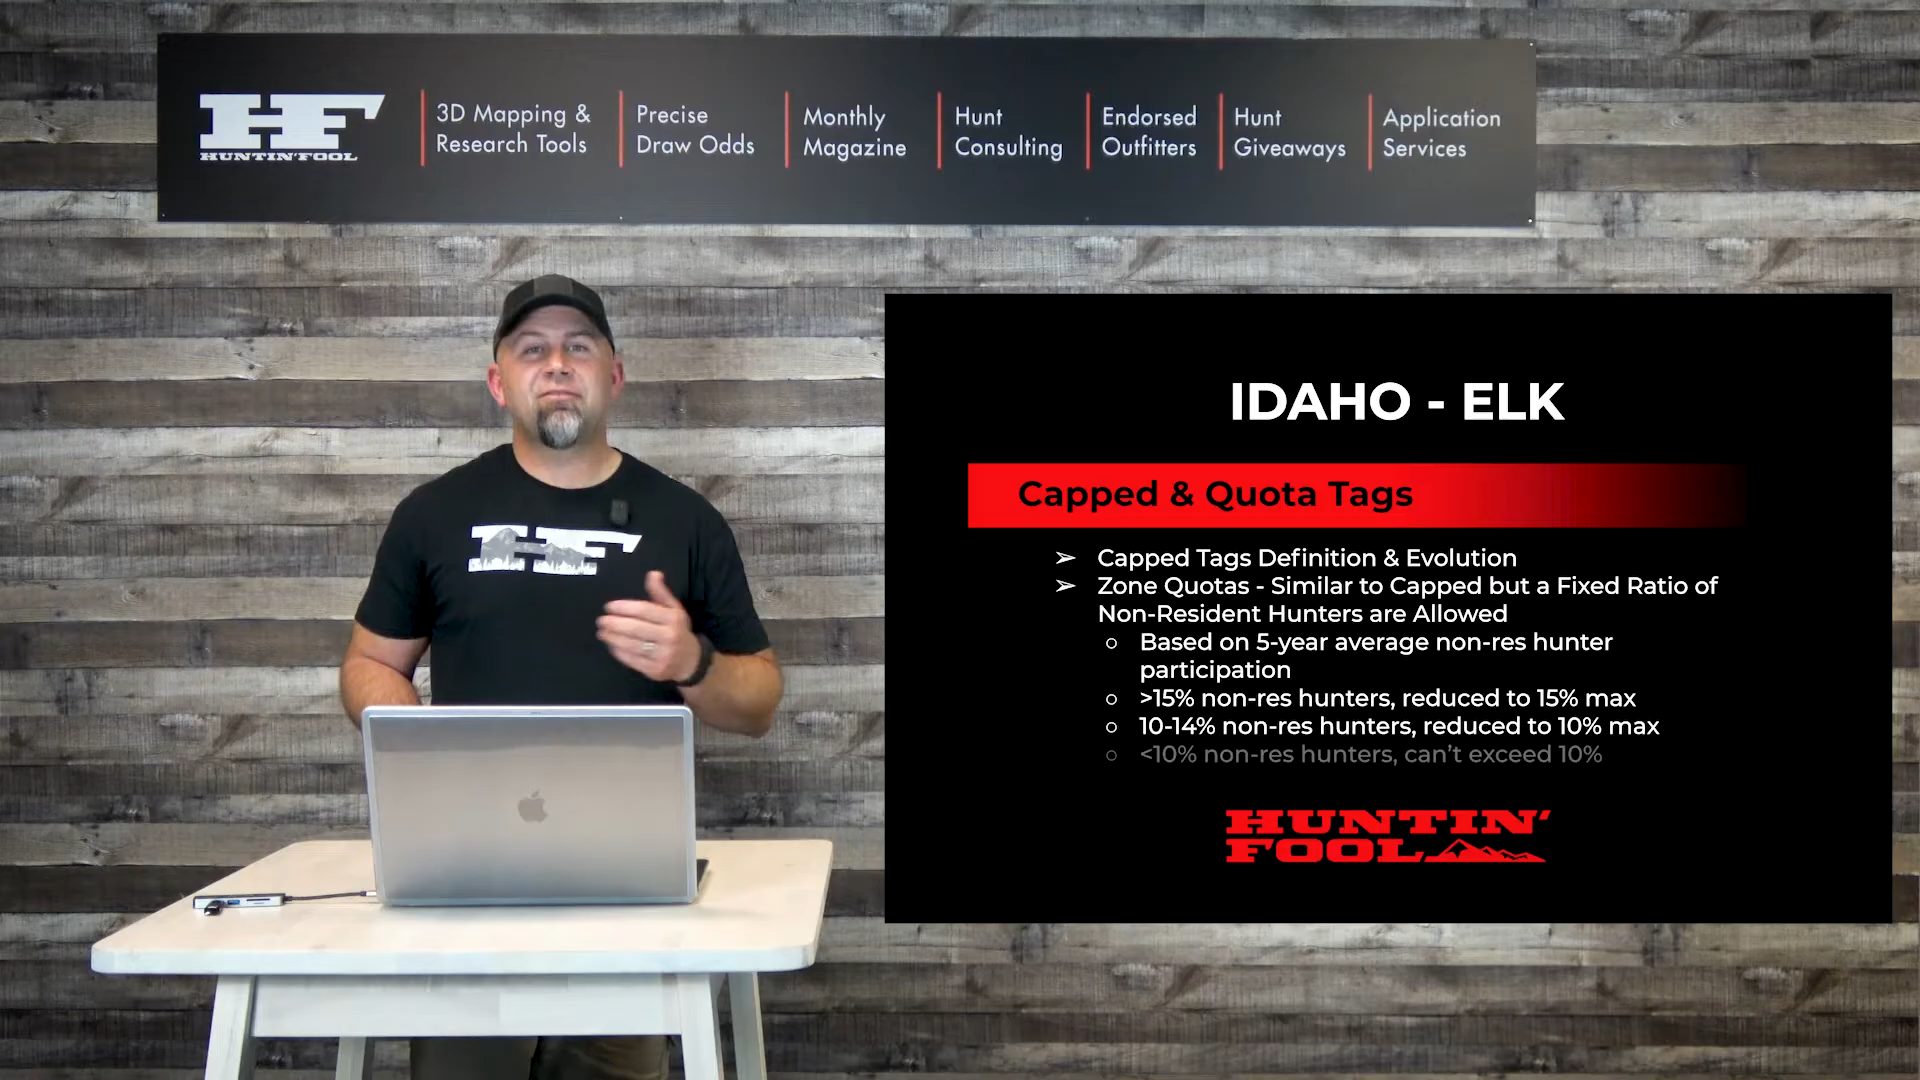 HF
HUNTIN'FOOL
3D Mapping &
Research Tools
Precise
Draw Odds
Monthly
Magazine
Hunt
Consulting
Endorsed
Outfitters
Hunt
Giveaways
Application
Services
HF
IDAHO - ELK
Capped & Quota Tags
➢ Capped Tags Definition & Evolution
➢ Zone Quotas - Similar to Capped but a Fixed Ratio of
Non-Resident Hunters are Allowed
○ Based on 5-year average non-res hunter
participation
○ >15% non-res hunters, reduced to 15% max
○ 10-14% non-res hunters, reduced to 10% max
○ <10% non-res hunters, can't exceed 10%
HUNTIN'
FOOL